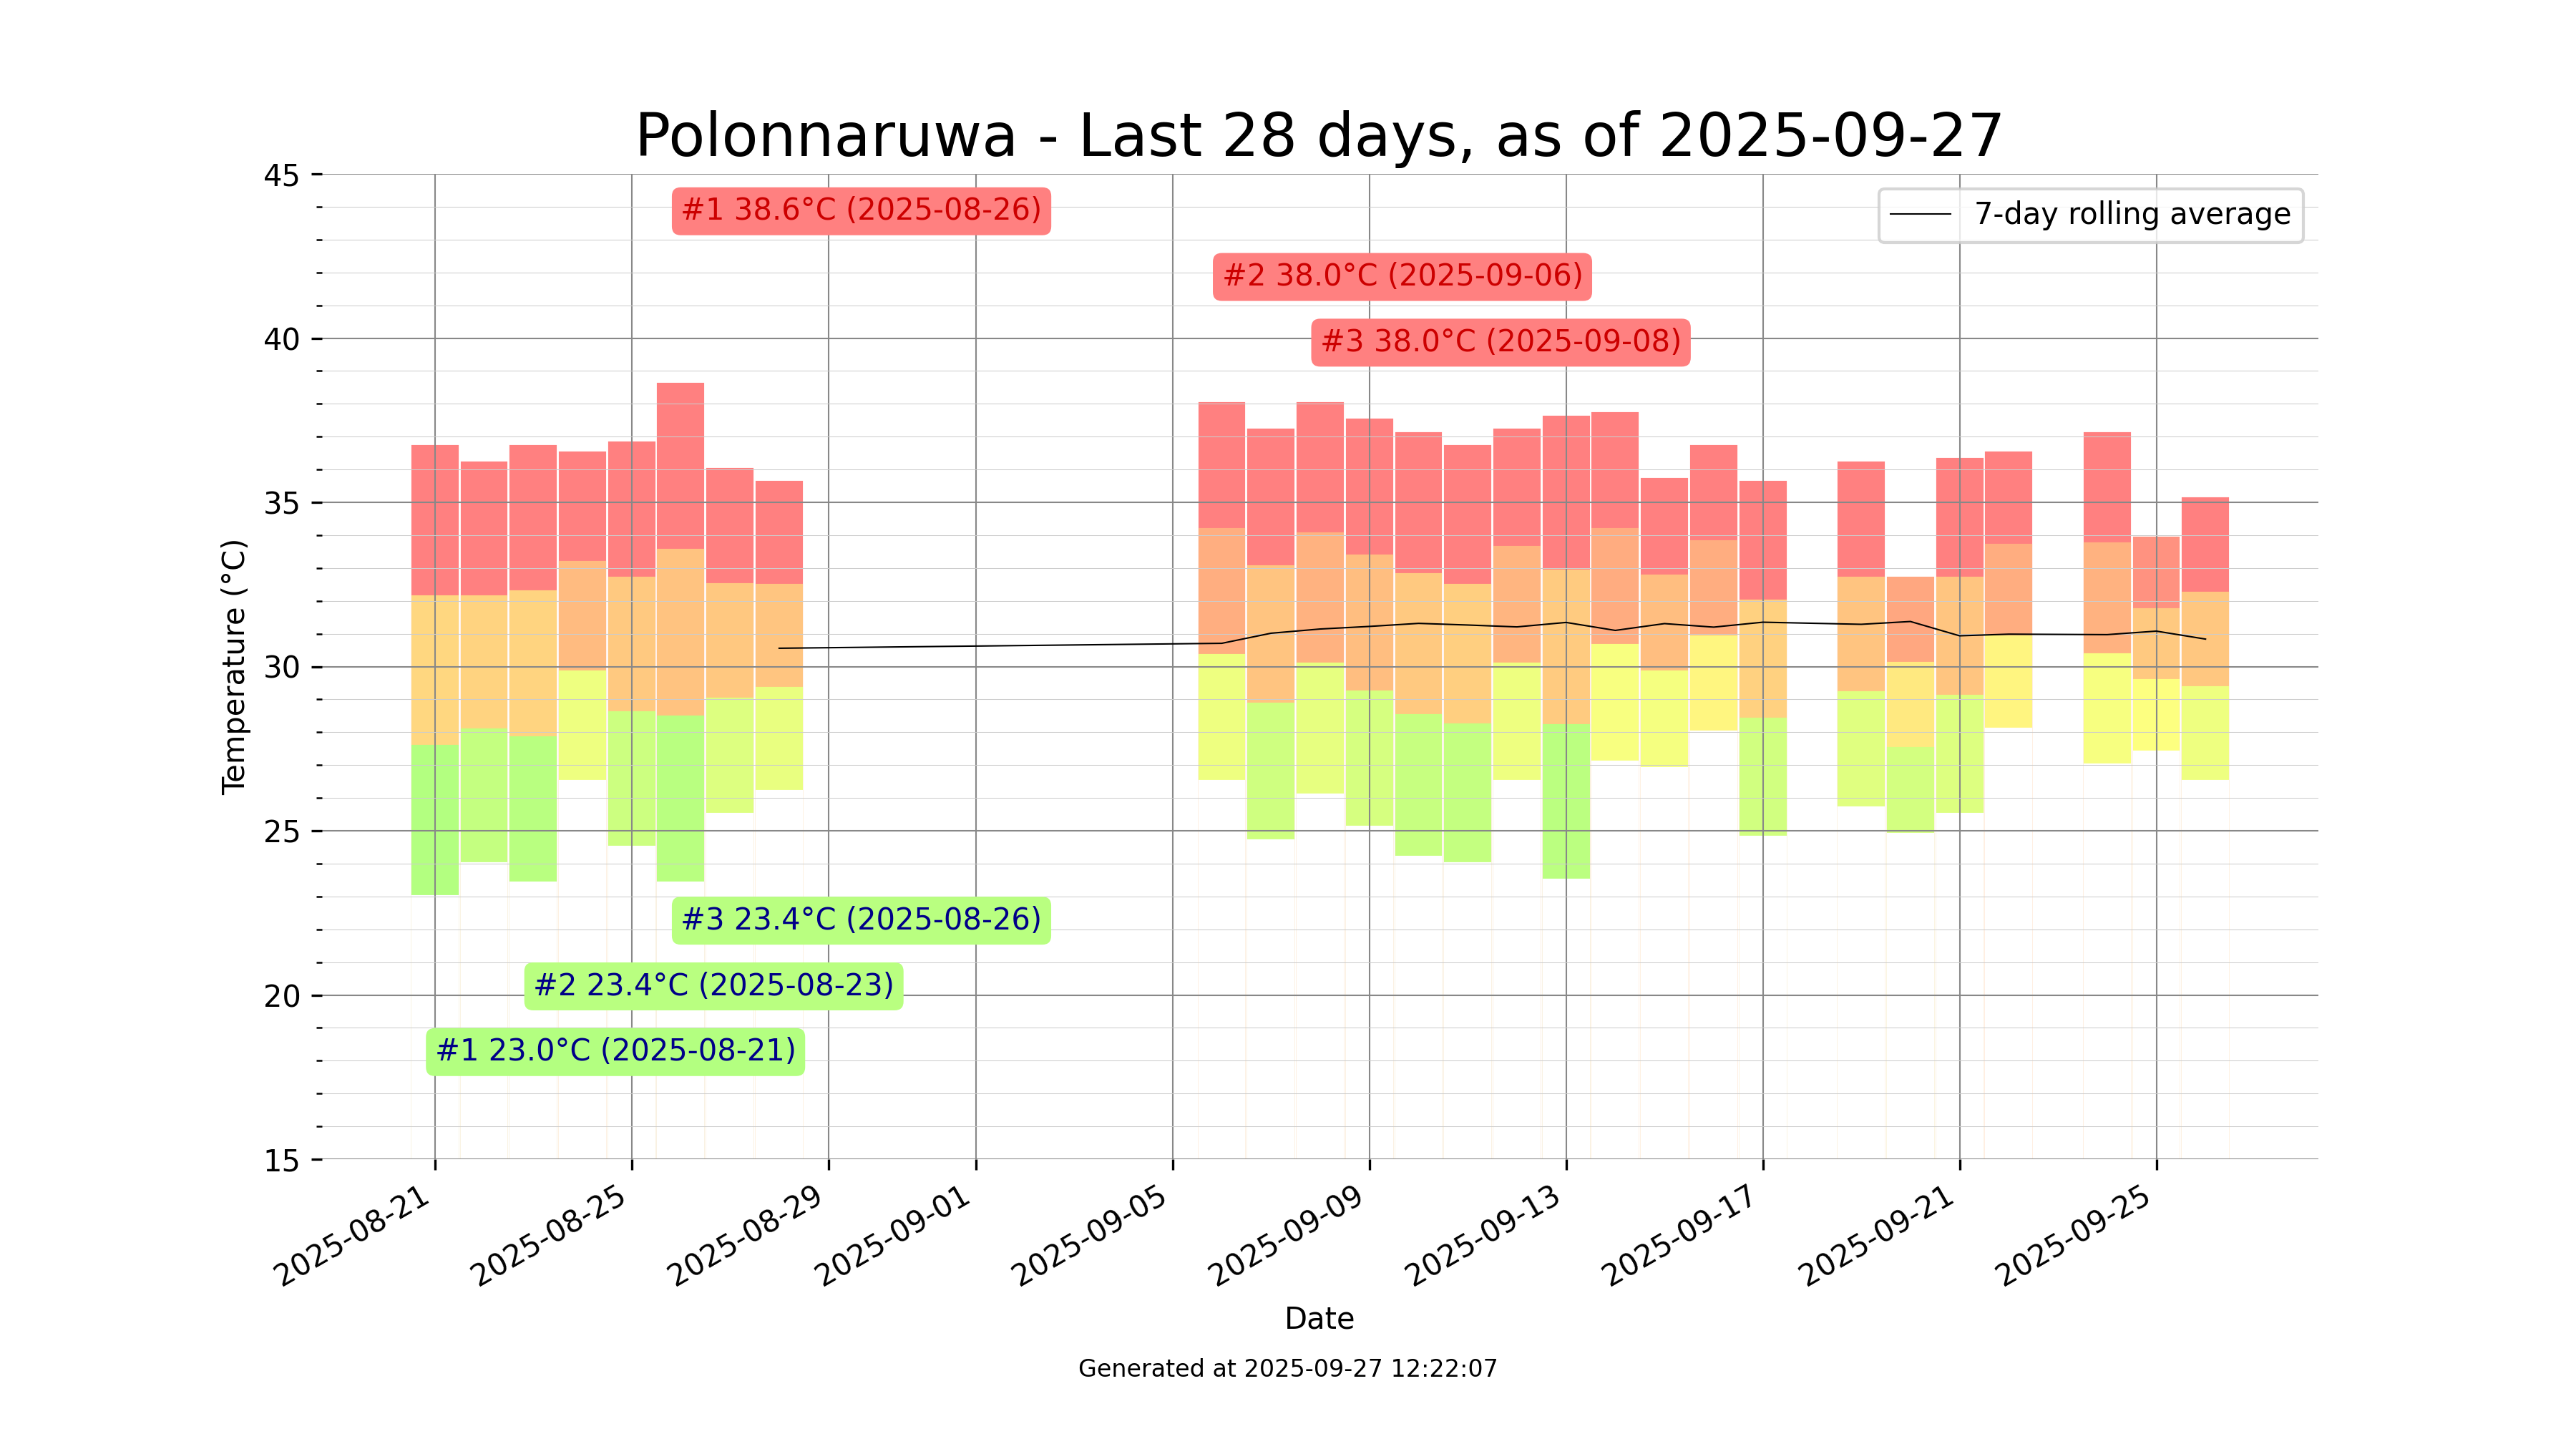 Polonnaruwa - Last 28 days, as of 2025-09-27
45
#1 38.6°C (2025-08-26)
7-day rolling average
#2 38.0°C (2025-09-06)
#3 38.0°C (2025-09-08)
40
35
Temperature (°C)
30
25
#3 23.4°C (2025-08-26)
#2 23.4°C (2025-08-23)
20
#1 23.0°C (2025-08-21)
15
2025-08-21
2025-08-25
2025-08-29
2025-09-01
2025-09-05
2025-09-09
2025-09-13
2025-09-17
2025-09-21
2025-09-25
Date
Generated at 2025-09-27 12:22:07